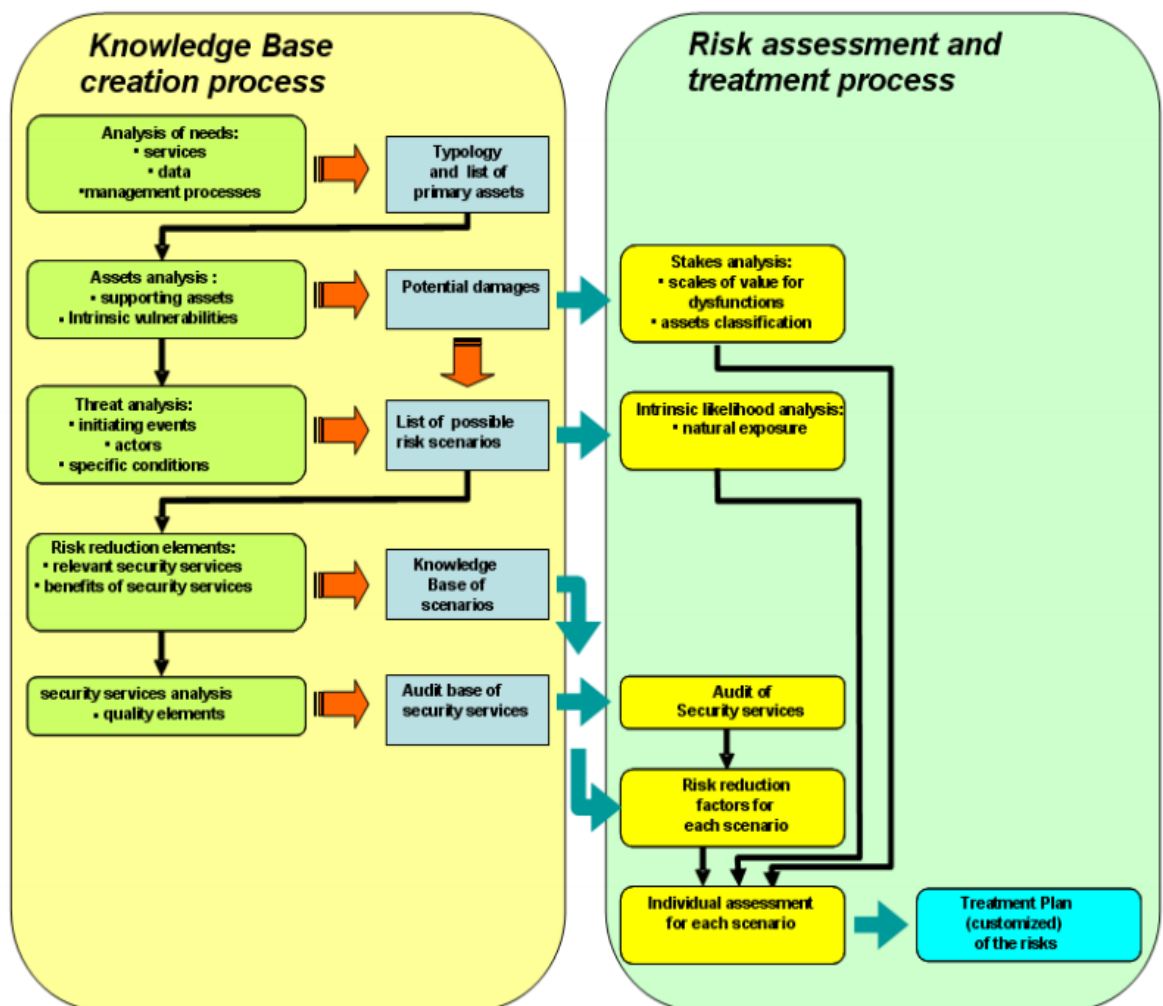 Knowledge Base
creation process
Risk assessment and
treatment process
Analysis of needs:
▪ services
▪ data
▪management processes
Typology
and list of
primary assets
Assets analysis :
▪ supporting assets
▪ Intrinsic vulnerabilities
Potential damages
Stakes analysis:
▪ scales of value for
dysfunctions
▪ assets classification
Threat analysis:
▪ initiating events
▪ actors
▪ specific conditions
List of possible
risk scenarios
Intrinsic likelihood analysis:
▪ natural exposure
Risk reduction elements:
▪ relevant security services
▪ benefits of security services
Knowledge
Base of
scenarios
security services analysis
▪ quality elements
Audit base of
security services
Audit of
Security services
Risk reduction
factors for
each scenario
Individual assessment
for each scenario
Treatment Plan
(customized)
of the risks